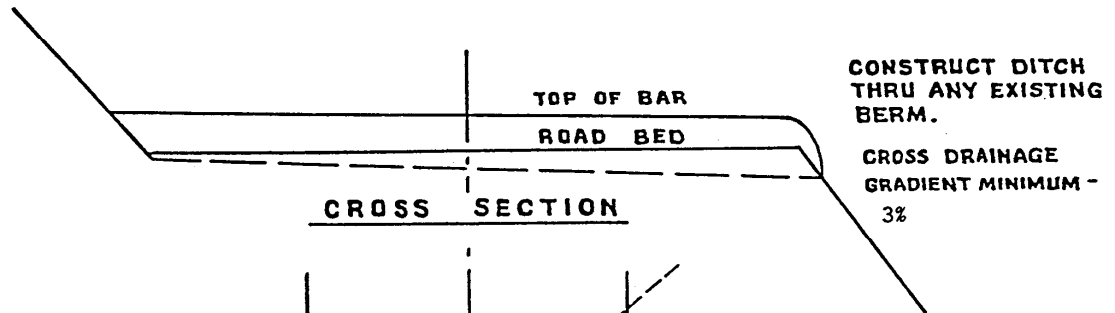 TOP OF BAR
ROAD BED
CROSS SECTION
CONSTRUCT DITCH
THRU ANY EXISTING
BERM.
CROSS DRAINAGE
GRADIENT MINIMUM -
3%